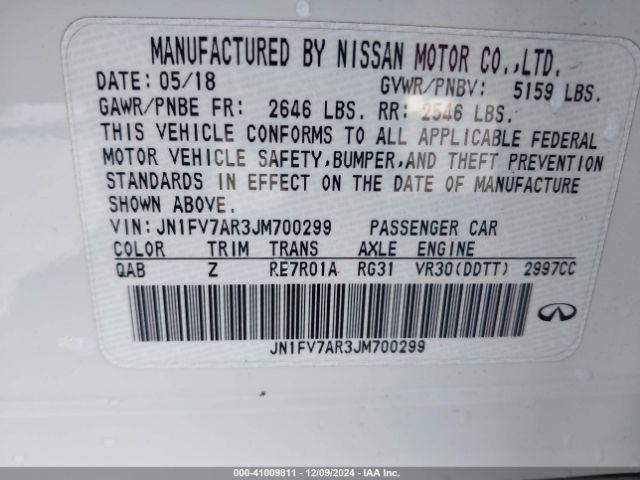 MANUFACTURED BY NISSAN MOTOR CO.,LTD.
DATE: 05/18 GVWR/PNBV: 5159 LBS.
GAWR/PNBE FR: 2646 LBS. RR: 2546 LBS.
THIS VEHICLE CONFORMS TO ALL APPLICABLE FEDERAL
MOTOR VEHICLE SAFETY,BUMPER,AND THEFT PREVENTION
STANDARDS IN EFFECT ON THE DATE OF MANUFACTURE
SHOWN ABOVE.
VIN: JN1FV7AR3JM700299 PASSENGER CAR
COLOR TRIM TRANS AXLE ENGINE
QAB Z RE7R01A RG31 VR30(DDTT) 2997CC
JN1FV7AR3JM700299
000-41009811 - 12/09/2024 - IAA Inc.